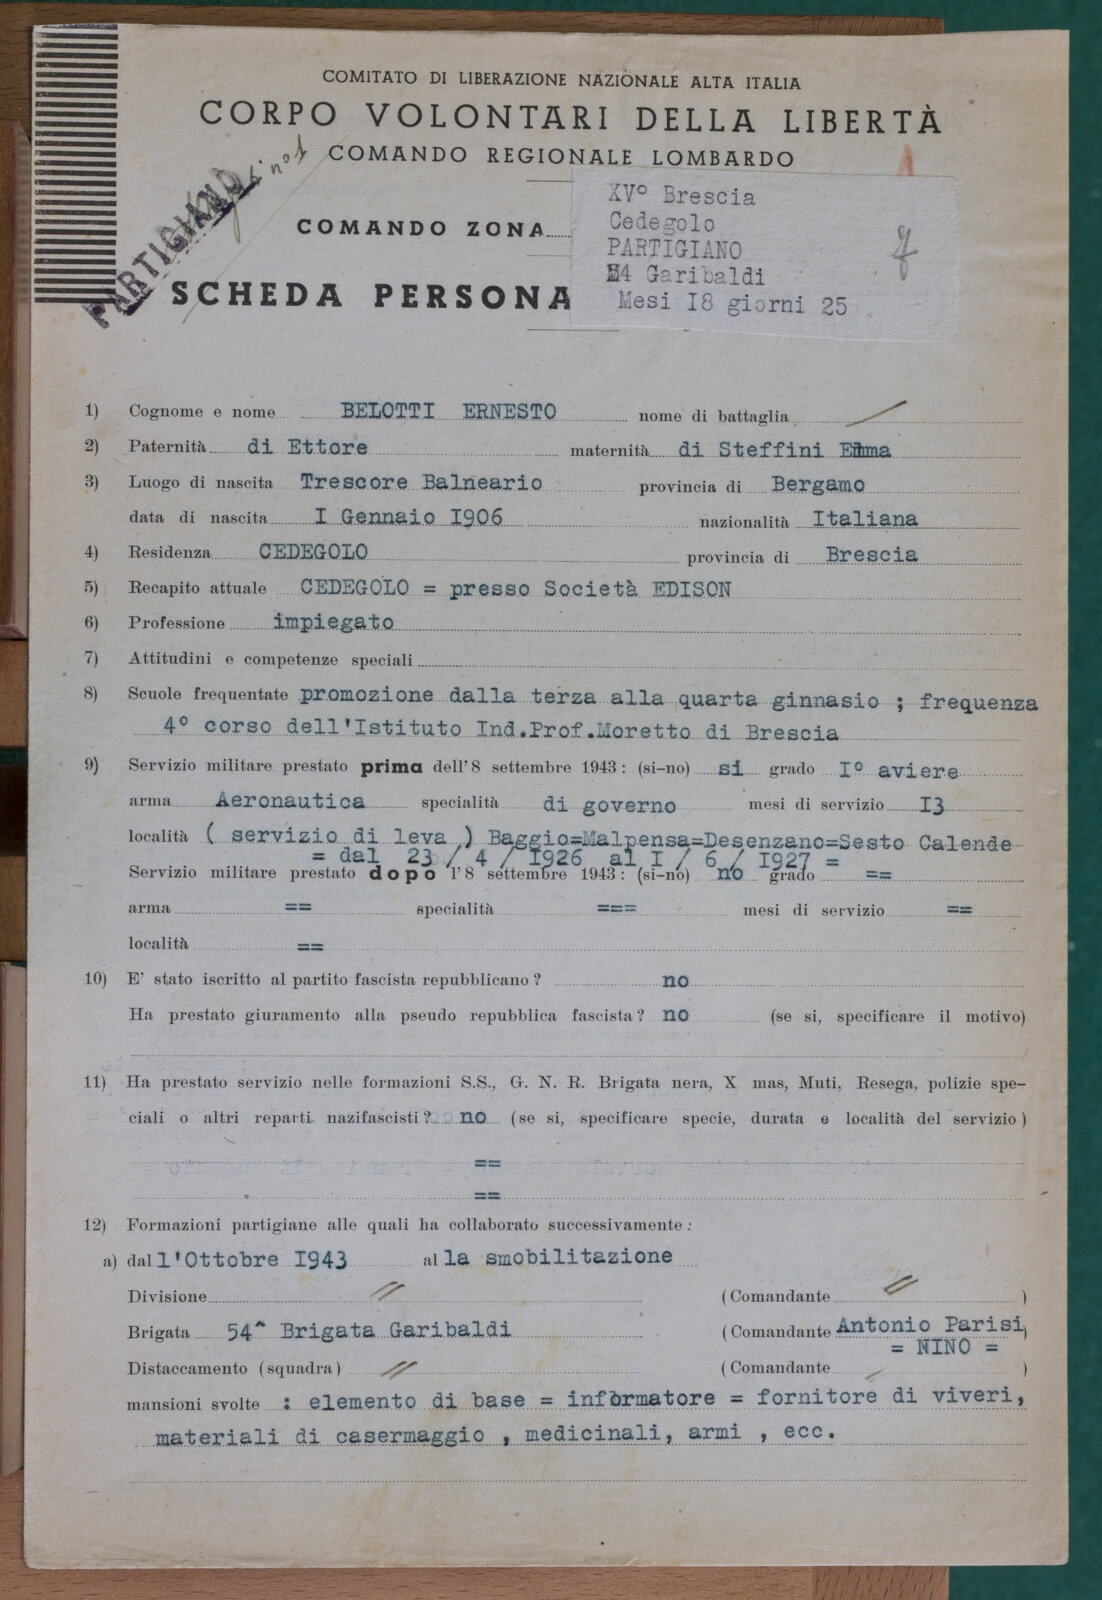 COMITATO DI LIBERAZIONE NAZIONALE ALTA ITALIA
CORPO VOLONTARI DELLA LIBERTÀ
COMANDO REGIONALE LOMBARDO
PARTIGIANO
COMANDO ZONA
SCHEDA PERSONA
XVº Brescia
Cedegolo
PARTIGIANO
54 Garibaldi
Mesi I8 giorni 25
7
1) Cognome e nome BELOTTI ERNESTO nome di battaglia
2) Paternità di Ettore maternità di Steffini Emma
3) Luogo di nascita Trescore Balneario provincia di Bergamo
data di nascita I Gennaio I906 nazionalità Italiana
4) Residenza CEDEGOLO provincia di Brescia
5) Recapito attuale CEDEGOLO = presso Società EDISON
6) Professione impiegato
7) Attitudini e competenze speciali
8) Scuole frequentate promozione dalla terza alla quarta ginnasio ; frequenza
4º corso dell'Istituto Ind.Prof.Moretto di Brescia
9) Servizio militare prestato prima dell'8 settembre 1943: (si-no) si grado Iº aviere
arma Aeronautica specialità di governo mesi di servizio I3
località ( servizio di leva ) Baggio=Malpensa=Desenzano=Sesto Calende
= dal 23 / 4 / I926 al I / 6 / I927 =
Servizio militare prestato dopo l'8 settembre 1943: (si-no) no grado ==
arma == specialità === mesi di servizio ==
località ==
10) E' stato iscritto al partito fascista repubblicano? no
Ha prestato giuramento alla pseudo repubblica fascista? no (se si, specificare il motivo)
11) Ha prestato servizio nelle formazioni S.S., G. N. R. Brigata nera, X mas, Muti, Resega, polizie spe-
ciali o altri reparti nazifascisti? no (se si, specificare specie, durata e località del servizio)
==
==
12) Formazioni partigiane alle quali ha collaborato successivamente:
a) dal l'Ottobre I943 al la smobilitazione
Divisione // (Comandante // )
Brigata 54^ Brigata Garibaldi (Comandante Antonio Parisi)
= NINO =
Distaccamento (squadra) // (Comandante )
mansioni svolte : elemento di base = informatore = fornitore di viveri,
materiali di casermaggio , medicinali, armi , ecc.